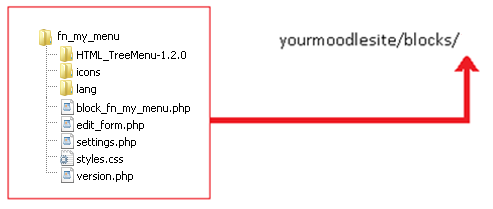 fn_my_menu
HTML_TreeMenu-1.2.0
icons
lang
block_fn_my_menu.php
edit_form.php
settings.php
styles.css
version.php
yourmoodlesite/blocks/